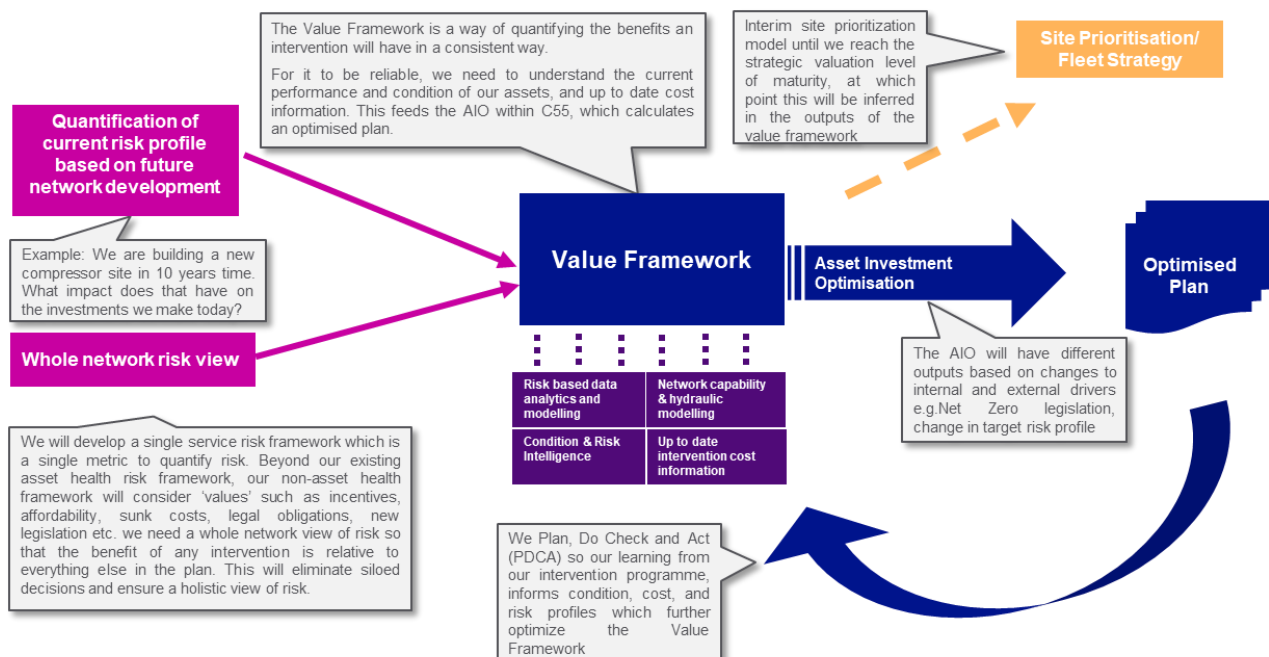 The Value Framework is a way of quantifying the benefits an
intervention will have in a consistent way.
For it to be reliable, we need to understand the current
performance and condition of our assets, and up to date cost
information. This feeds the AIO within C55, which calculates
an optimised plan.
Interim site prioritization
model until we reach the
strategic valuation level
of maturity, at which
point this will be inferred
in the outputs of the
value framework
Site Prioritisation/
Fleet Strategy
Quantification of
current risk profile
based on future
network development
Example: We are building a new
compressor site in 10 years time.
What impact does that have on
the investments we make today?
Whole network risk view
We will develop a single service risk framework which is
a single metric to quantify risk. Beyond our existing
asset health risk framework, our non-asset health
framework will consider ‘values’ such as incentives,
affordability, sunk costs, legal obligations, new
legislation etc. we need a whole network view of risk so
that the benefit of any intervention is relative to
everything else in the plan. This will eliminate siloed
decisions and ensure a holistic view of risk.
Value Framework
Asset Investment
Optimisation
Optimised
Plan
The AIO will have different
outputs based on changes to
internal and external drivers
e.g.Net Zero legislation,
change in target risk profile
Risk based data
analytics and
modelling
Network capability
& hydraulic
modelling
Condition & Risk
Intelligence
Up to date
intervention cost
information
We Plan, Do Check and Act
(PDCA) so our learning from
our intervention programme,
informs condition, cost, and
risk profiles which further
optimize the Value
Framework